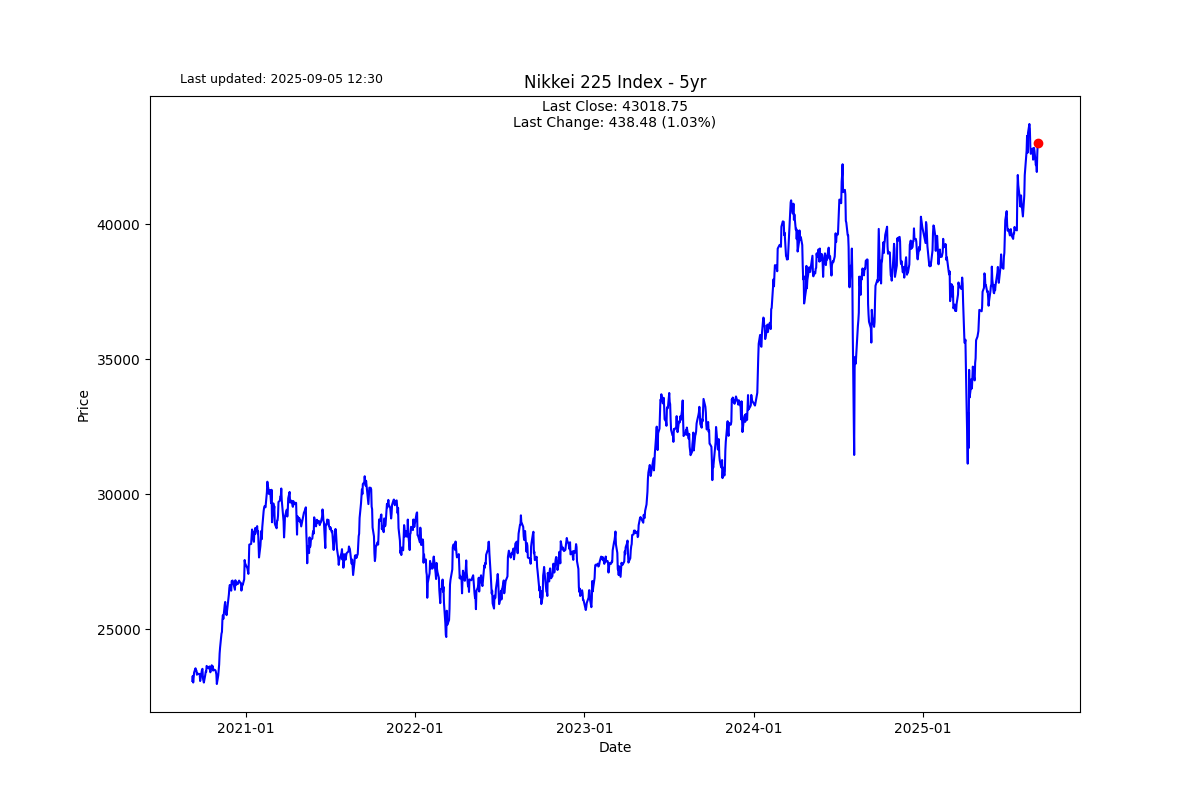 Last updated: 2025-09-05 12:30
Nikkei 225 Index - 5yr
Last Close: 43018.75
Last Change: 438.48 (1.03%)
40000
35000
30000
25000
Price
2021-01
2022-01
2023-01
2024-01
2025-01
Date